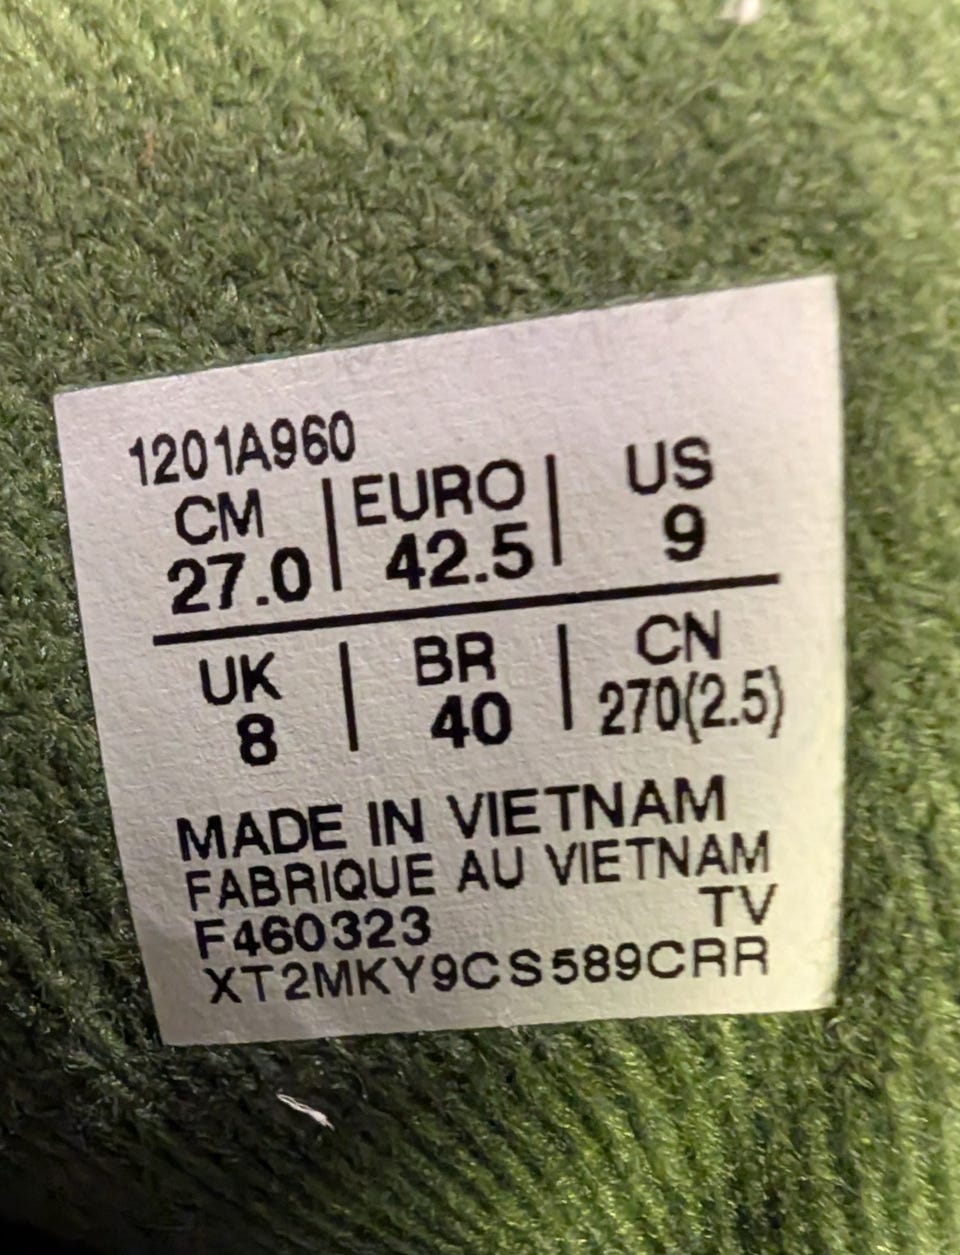 1201A960
CM | EURO | US
27.0 | 42.5 | 9
UK | BR | CN
8 | 40 | 270(2.5)
MADE IN VIETNAM
FABRIQUE AU VIETNAM
F460323 TV
XT2MKY9CS589CRR